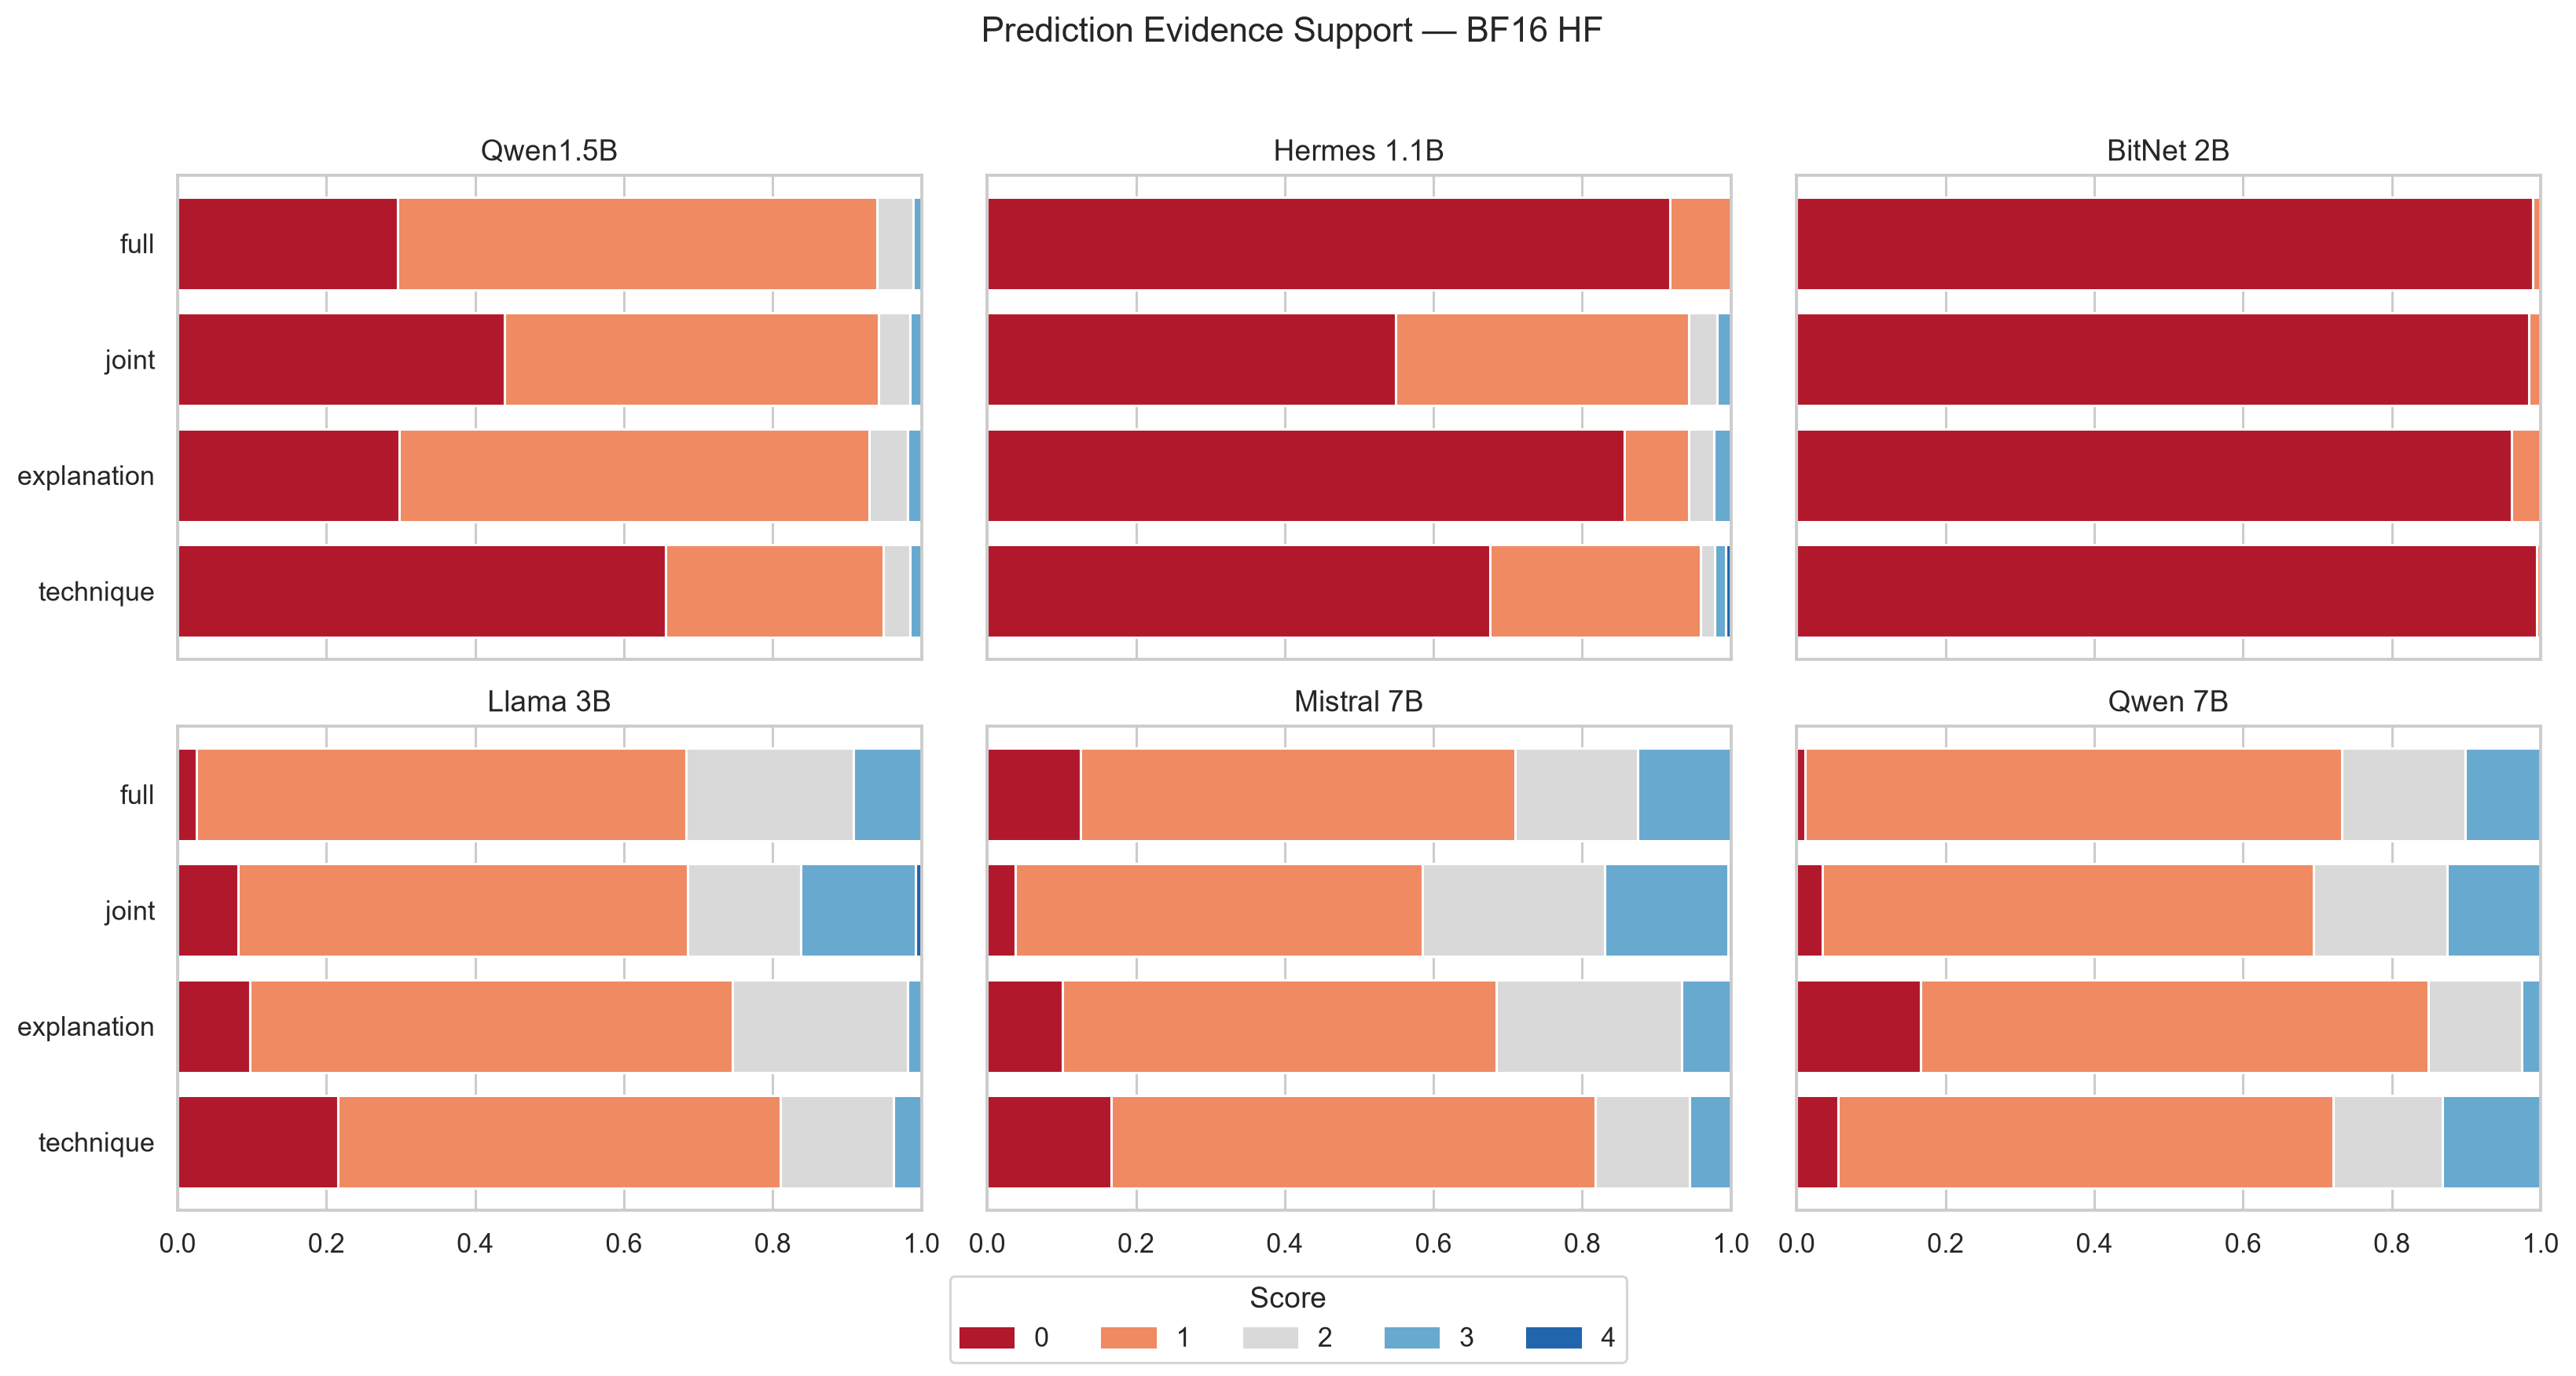 Prediction Evidence Support — BF16 HF
Qwen1.5B
Hermes 1.1B
BitNet 2B
full
joint
explanation
technique
Llama 3B
Mistral 7B
Qwen 7B
full
joint
explanation
technique
0.0 0.2 0.4 0.6 0.8 1.0
0.0 0.2 0.4 0.6 0.8 1.0
0.0 0.2 0.4 0.6 0.8 1.0
Score
0 1 2 3 4